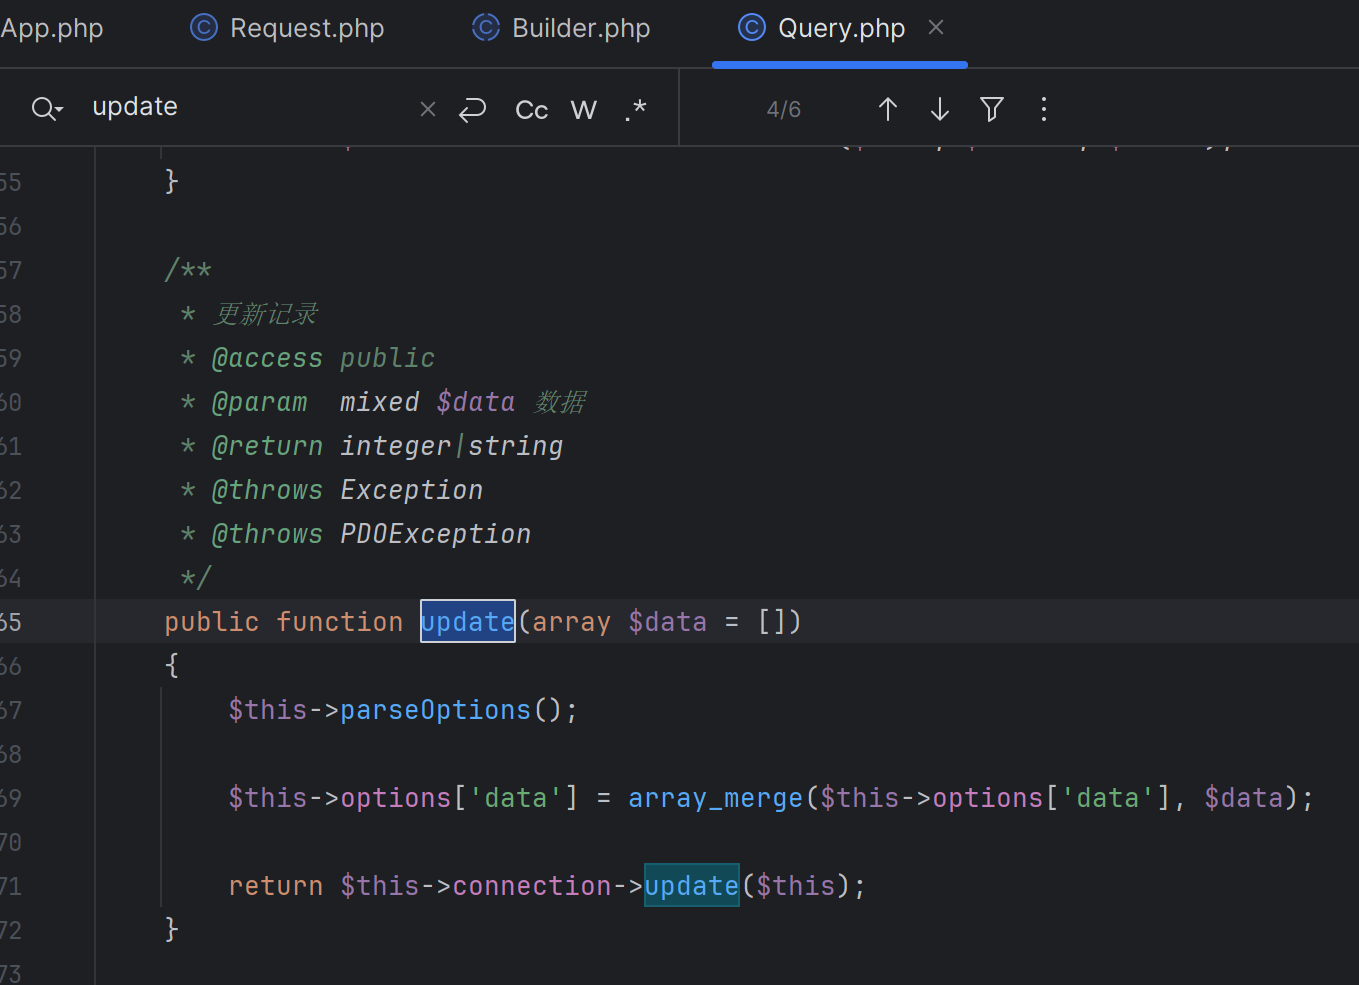 App.php
Request.php
Builder.php
Query.php
update
Cc W .*
4/6
55 }
56
57 /**
58 * 更新记录
59 * @access public
60 * @param mixed $data 数据
61 * @return integer|string
62 * @throws Exception
63 * @throws PDOException
64 */
65 public function update(array $data = [])
66 {
67 $this->parseOptions();
68
69 $this->options['data'] = array_merge($this->options['data'], $data);
70
71 return $this->connection->update($this);
72 }
73